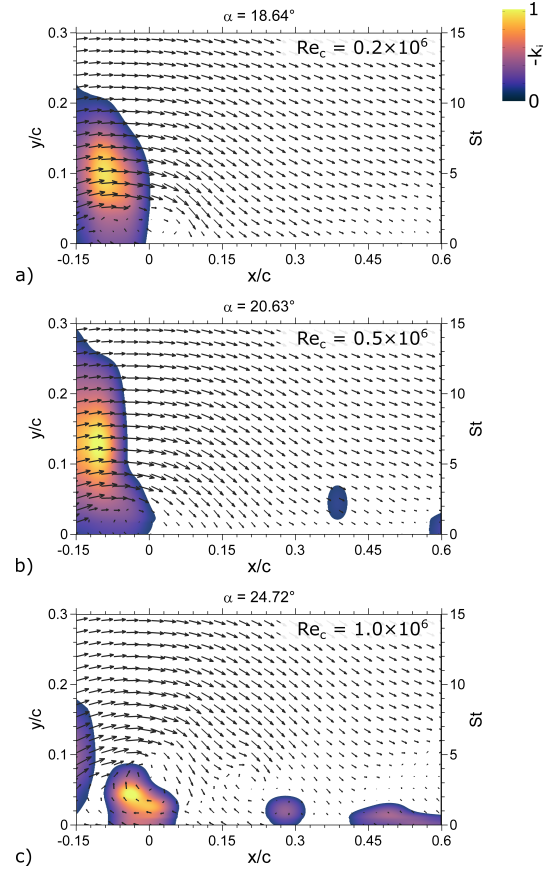 α = 18.64°
Re_c = 0.2×10^6
1
-k_i
0
0.3
0.2
0.1
0
y/c
15
10
5
0
St
-0.15 0 0.15 0.3 0.45 0.6
x/c
a)
α = 20.63°
Re_c = 0.5×10^6
0.3
0.2
0.1
0
y/c
15
10
5
0
St
-0.15 0 0.15 0.3 0.45 0.6
x/c
b)
α = 24.72°
Re_c = 1.0×10^6
0.3
0.2
0.1
0
y/c
15
10
5
0
St
-0.15 0 0.15 0.3 0.45 0.6
x/c
c)